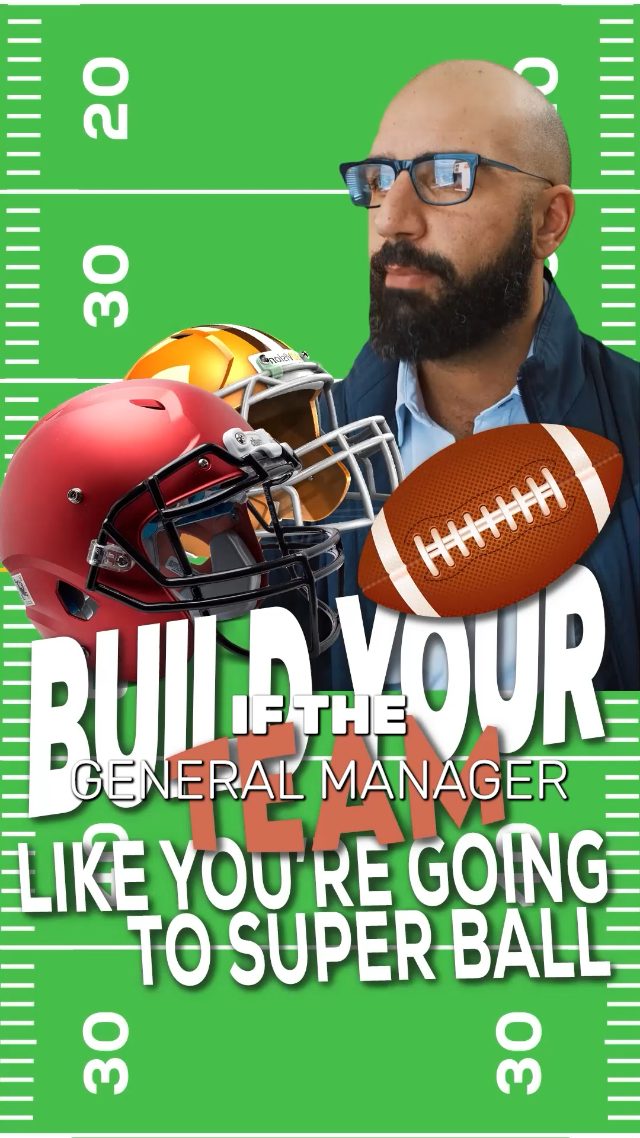 20
30
BUILD YOUR
IF THE
TEAM
GENERAL MANAGER
LIKE YOU'RE GOING
TO SUPER BALL
30
30